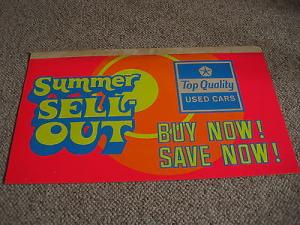 Summer
SELL-
OUT
Top Quality
USED CARS
BUY NOW!
SAVE NOW!